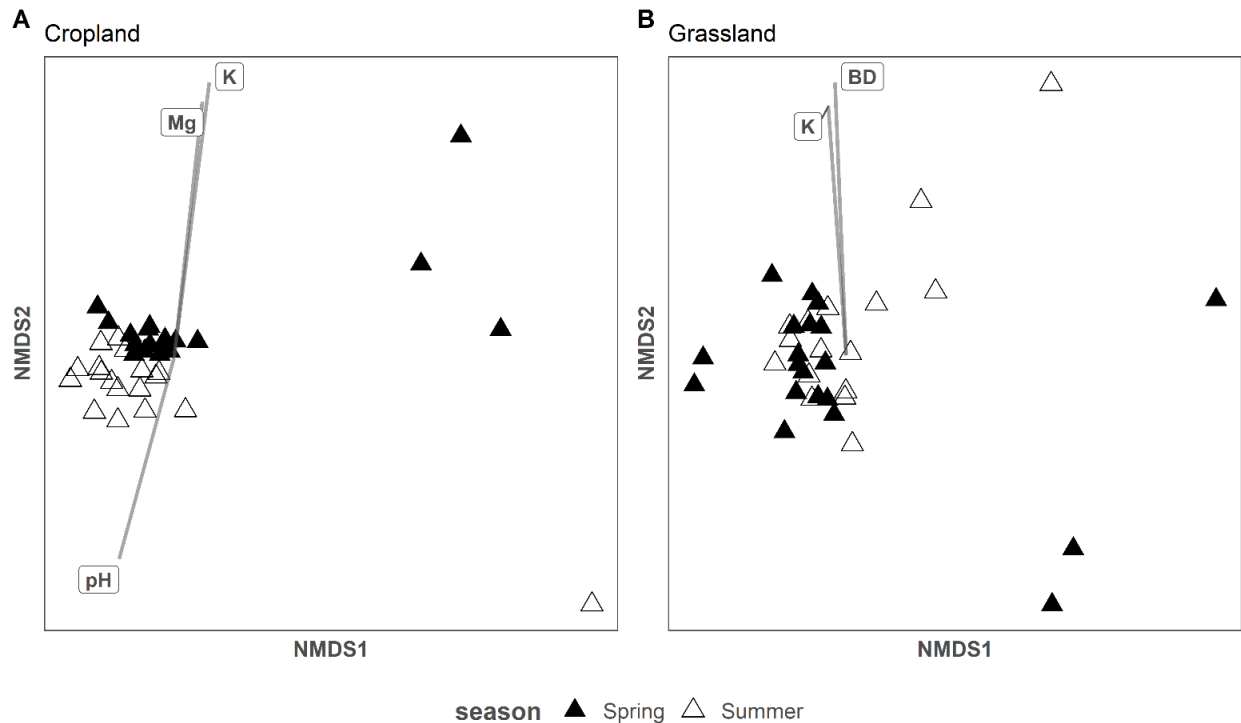 A
Cropland
K
Mg
pH
NMDS2
NMDS1
B
Grassland
BD
K
NMDS2
NMDS1
season Spring Summer